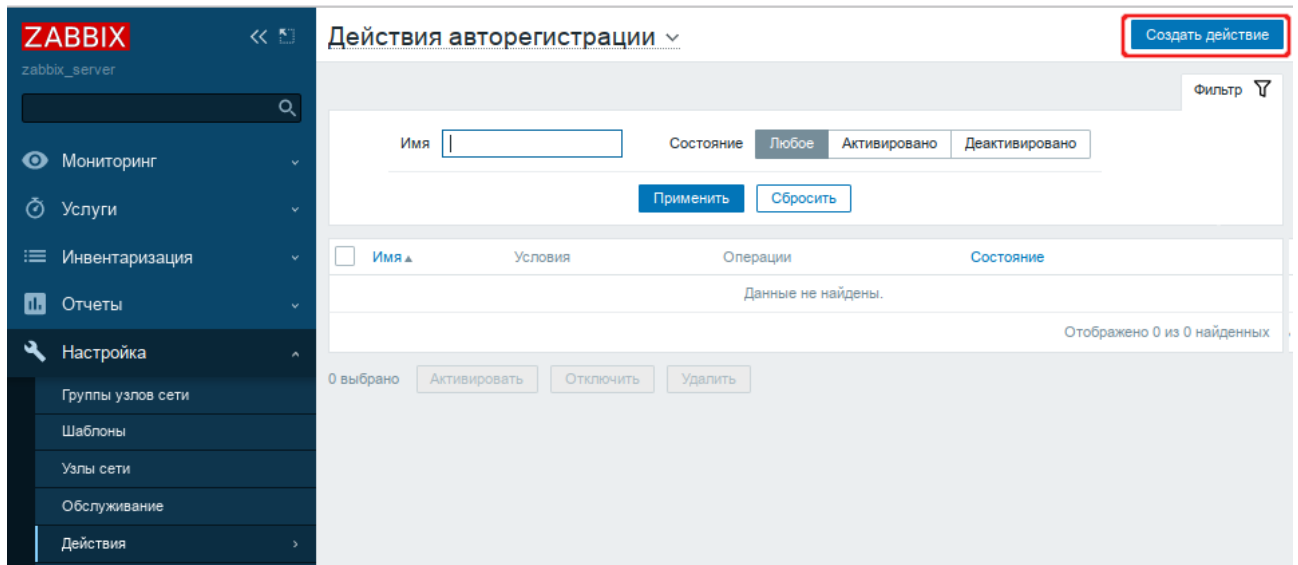 ZABBIX
zabbix_server
Мониторинг
Услуги
Инвентаризация
Отчеты
Настройка
Группы узлов сети
Шаблоны
Узлы сети
Обслуживание
Действия
Действия авторегистрации
Создать действие
Фильтр
Имя Состояние Любое Активировано Деактивировано
Применить Сбросить
Имя Условия Операции Состояние
Данные не найдены.
Отображено 0 из 0 найденных
0 выбрано Активировать Отключить Удалить